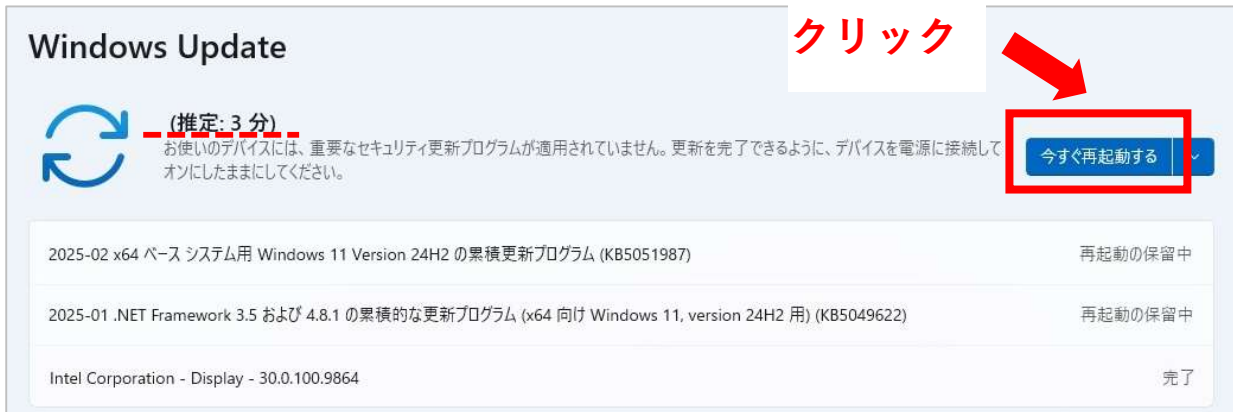 クリック
Windows Update
(推定: 3 分)
お使いのデバイスには、重要なセキュリティ更新プログラムが適用されていません。更新を完了できるように、デバイスを電源に接続して
オンにしたままにしてください。
今すぐ再起動する
2025-02 x64 ベース システム用 Windows 11 Version 24H2 の累積更新プログラム (KB5051987)
再起動の保留中
2025-01 .NET Framework 3.5 および 4.8.1 の累積的な更新プログラム (x64 向け Windows 11, version 24H2 用) (KB5049622)
再起動の保留中
Intel Corporation - Display - 30.0.100.9864
完了